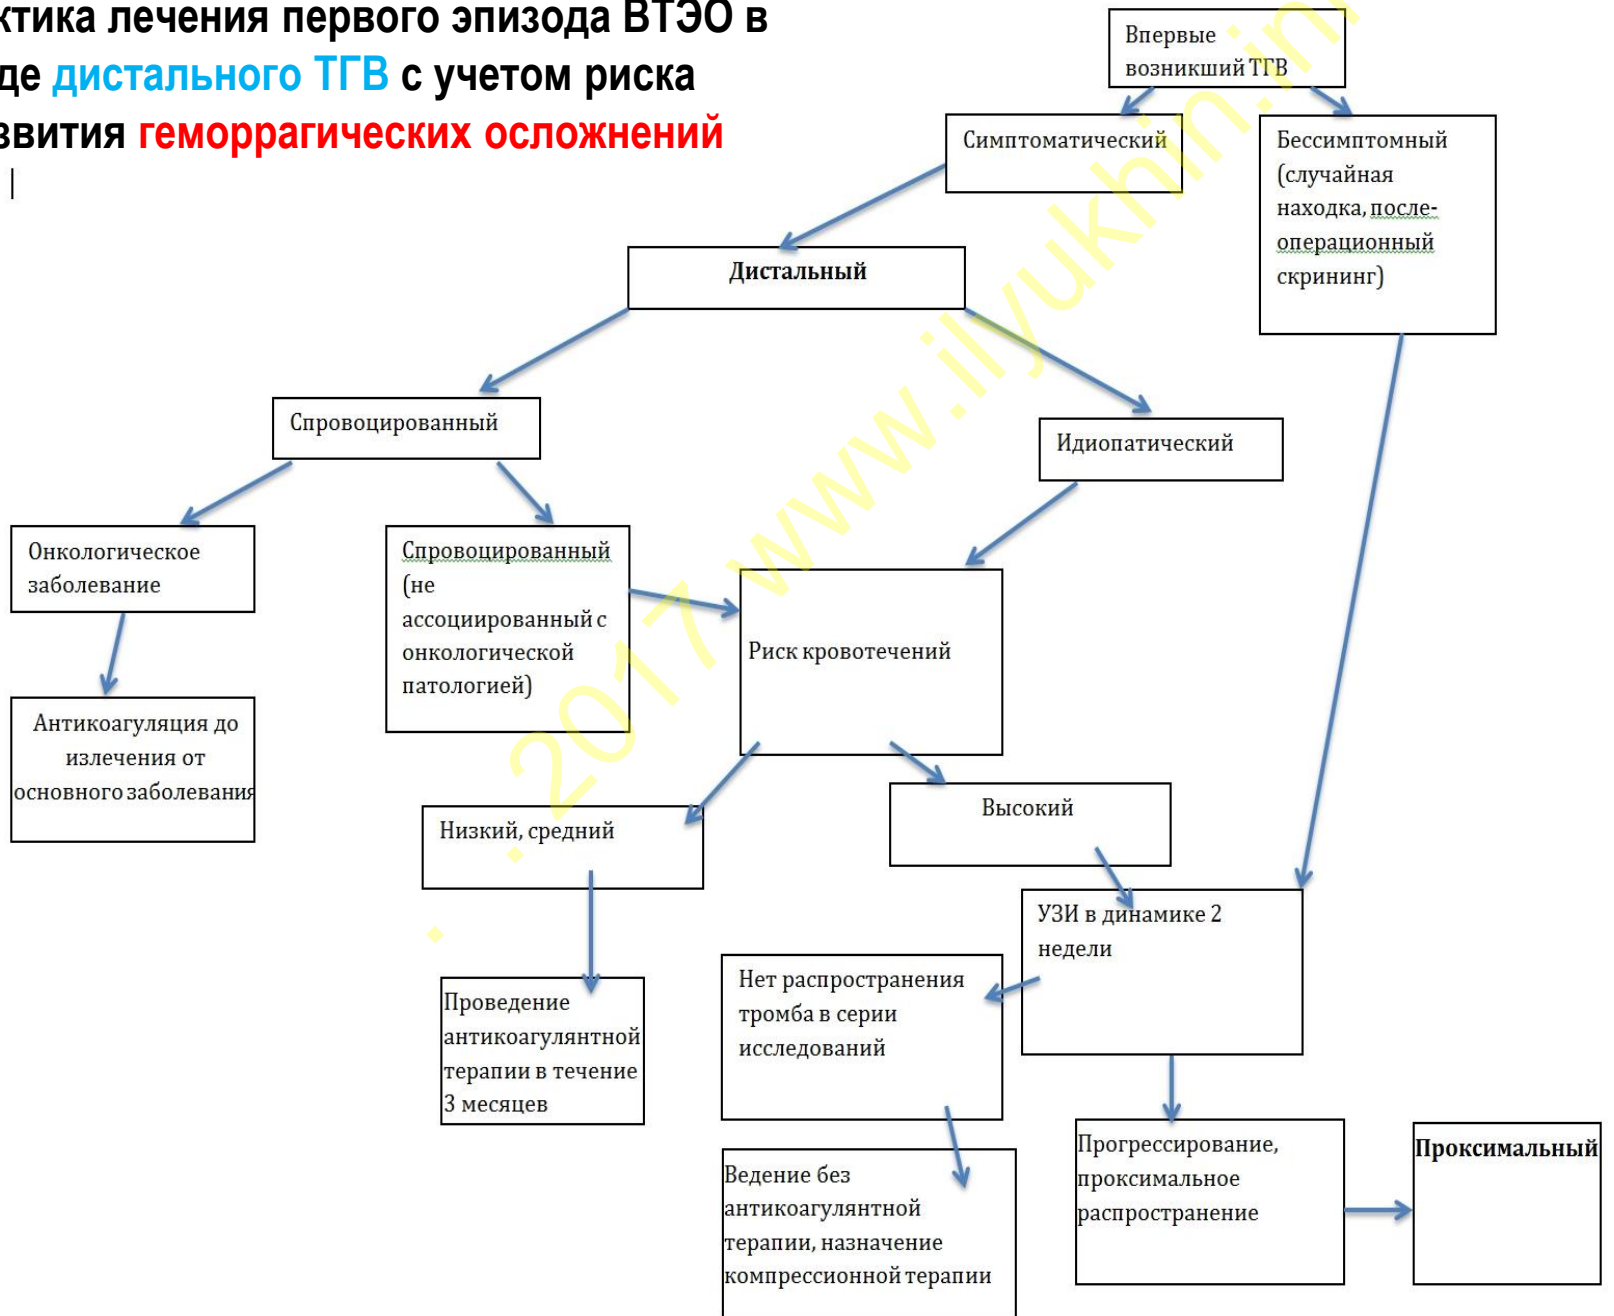 ктика лечения первого эпизода ВТЭО в
де дистального ТГВ с учетом риска
звития геморрагических осложнений
Впервые
возникший ТГВ
Симптоматический
Бессимптомный
(случайная
находка, после-
операционный
скрининг)
Дистальный
Спровоцированный
Идиопатический
Онкологическое
заболевание
Спровоцированный
(не
ассоциированный с
онкологической
патологией)
Риск кровотечений
Антикоагуляция до
излечения от
основного заболевания
Низкий, средний
Высокий
УЗИ в динамике 2
недели
Нет распространения
тромба в серии
исследований
Проведение
антикоагулянтной
терапии в течение
3 месяцев
Прогрессирование,
проксимальное
распространение
Проксимальный
Ведение без
антикоагулянтной
терапии, назначение
компрессионной терапии
. . 2017 www.ilyukhin.in